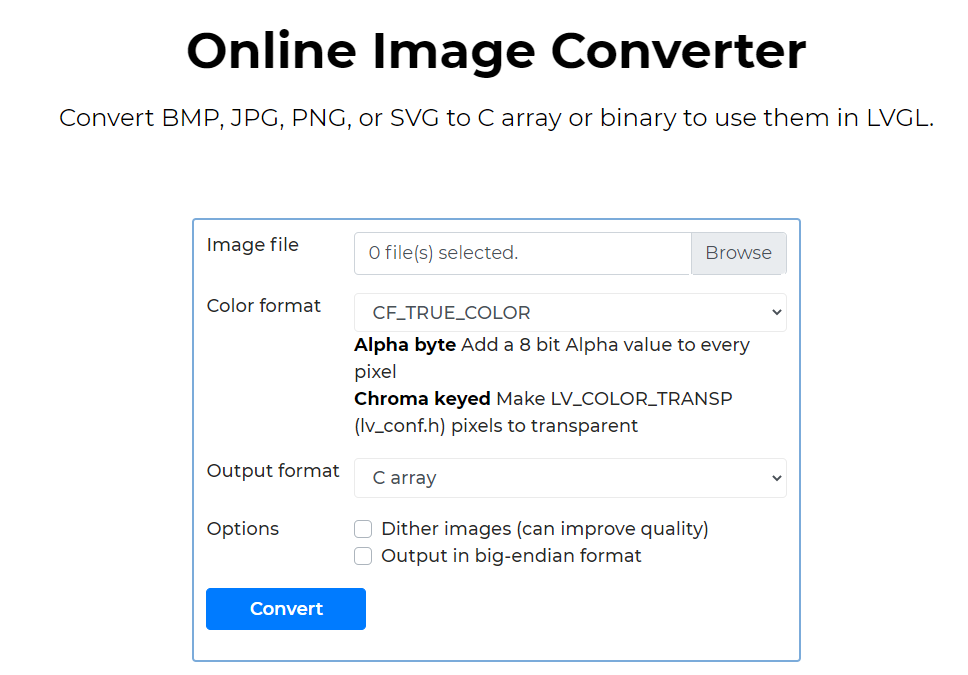 Online Image Converter
Convert BMP, JPG, PNG, or SVG to C array or binary to use them in LVGL.
Image file
0 file(s) selected.
Browse
Color format
CF_TRUE_COLOR
Alpha byte Add a 8 bit Alpha value to every
pixel
Chroma keyed Make LV_COLOR_TRANSP
(lv_conf.h) pixels to transparent
Output format
C array
Options
Dither images (can improve quality)
Output in big-endian format
Convert